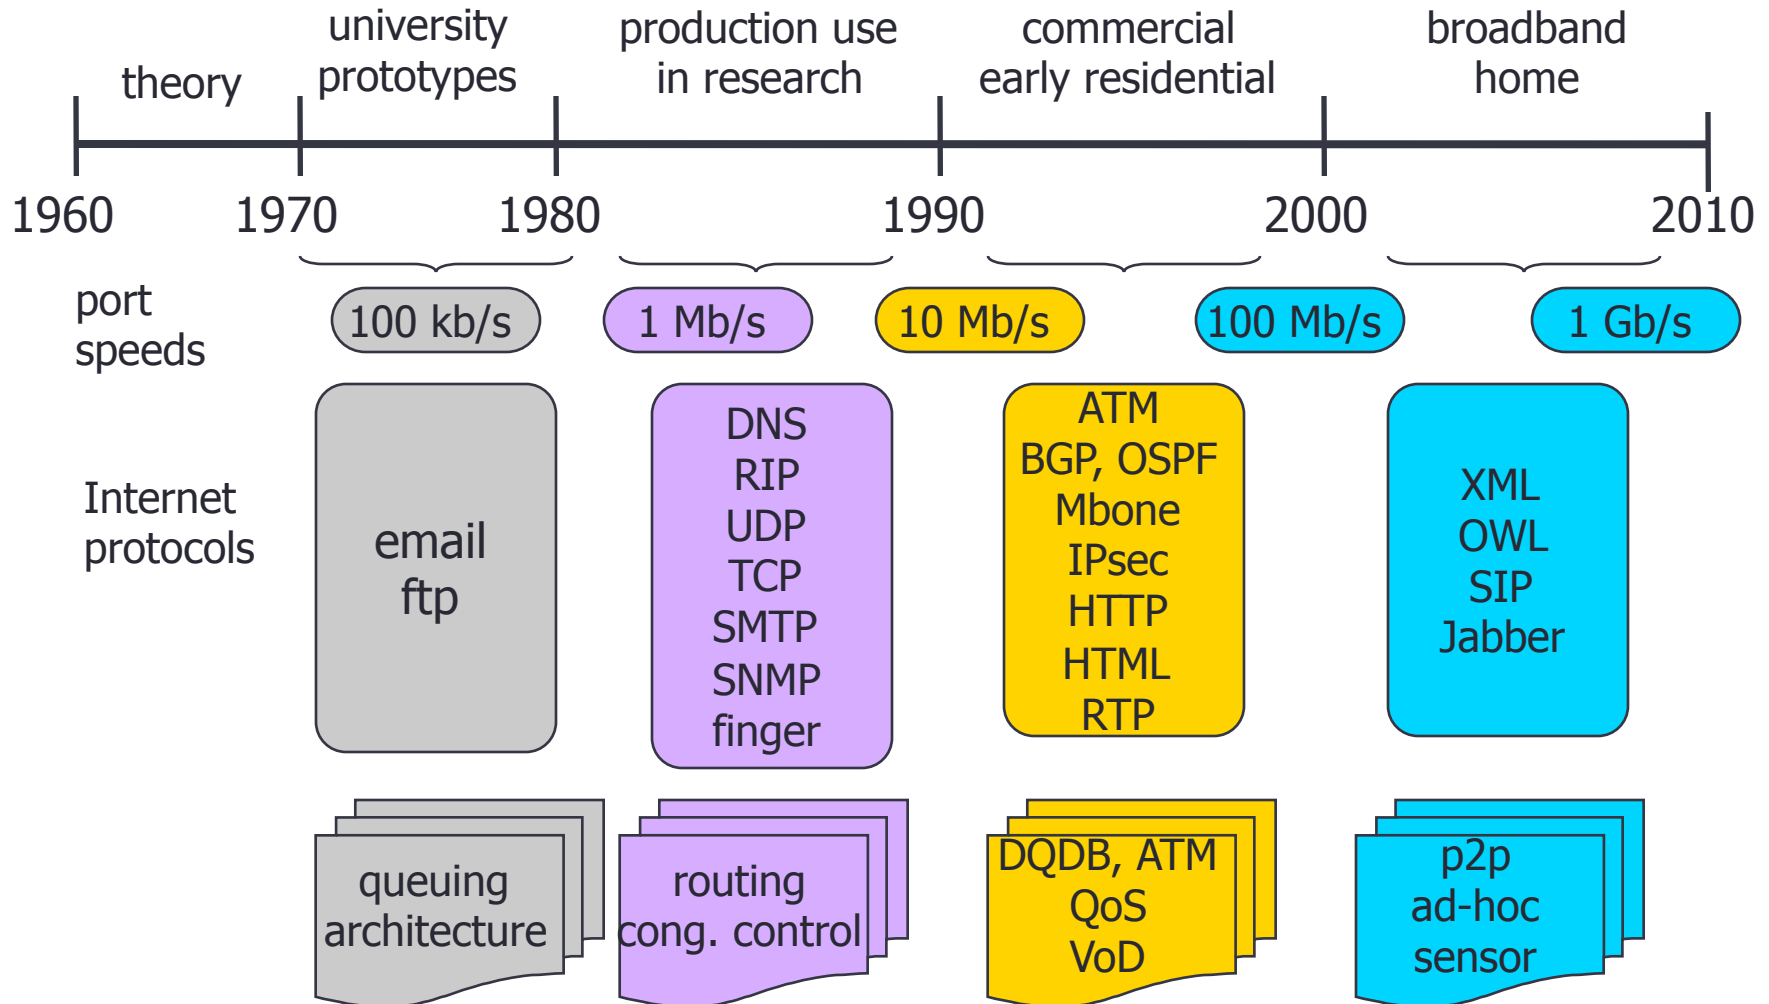 theory
university
prototypes
production use
in research
commercial
early residential
broadband
home
1960 1970 1980 1990 2000 2010
port
speeds
100 kb/s 1 Mb/s 10 Mb/s 100 Mb/s 1 Gb/s
Internet
protocols
email
ftp
DNS
RIP
UDP
TCP
SMTP
SNMP
finger
ATM
BGP, OSPF
Mbone
IPsec
HTTP
HTML
RTP
XML
OWL
SIP
Jabber
queuing
architecture
routing
cong. control
DQDB, ATM
QoS
VoD
p2p
ad-hoc
sensor